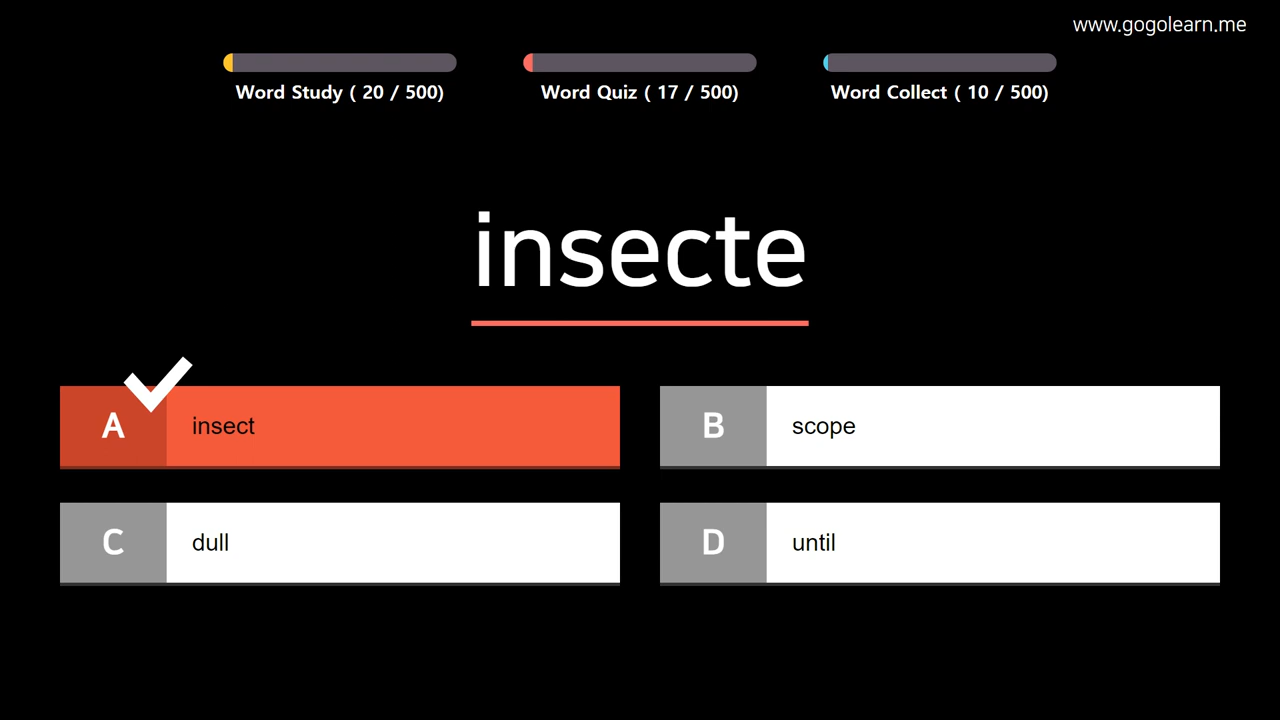 www.gogolearn.me
Word Study ( 20 / 500)
Word Quiz ( 17 / 500)
Word Collect ( 10 / 500)
insecte
A insect
B scope
C dull
D until